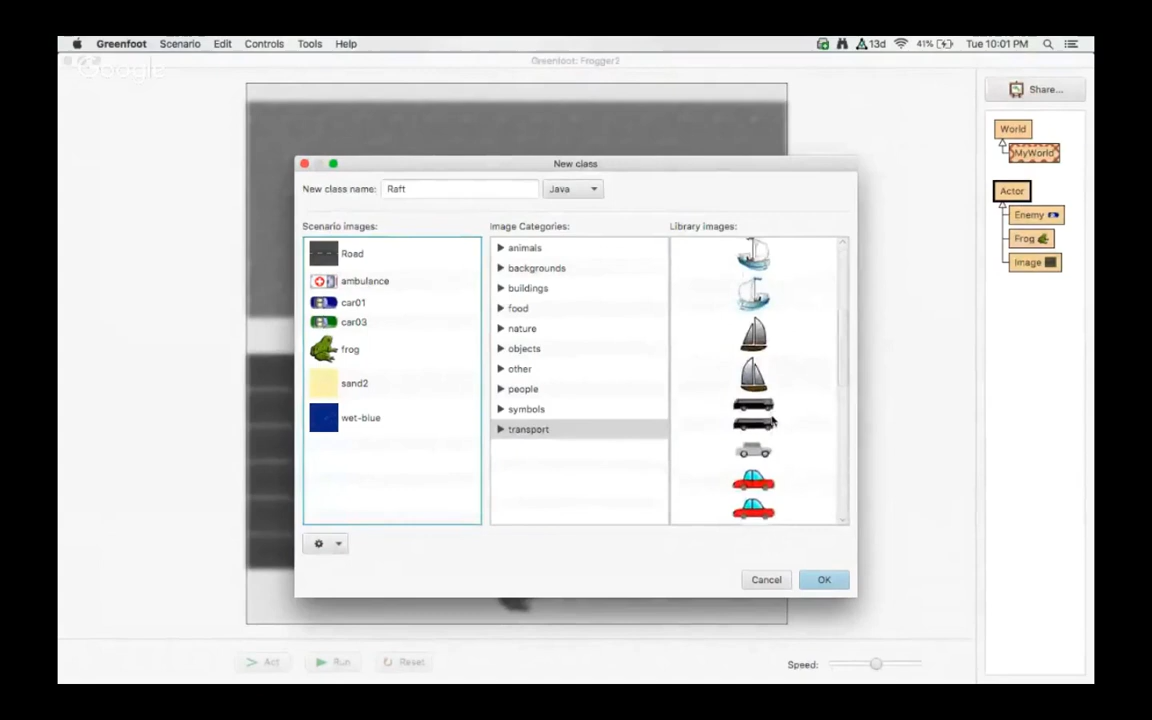 Greenfoot Scenario Edit Controls Tools Help 13d 41% Tue 10:01 PM
Greenfoot: Frogger2
Google
Share...
World
MyWorld
Actor
Enemy
Frog
Image
New class
New class name: Raft Java
Scenario images: Image Categories: Library images:
Road
ambulance
car01
car03
frog
sand2
wet-blue
animals
backgrounds
buildings
food
nature
objects
other
people
symbols
transport
Cancel OK
Act Run Reset Speed: